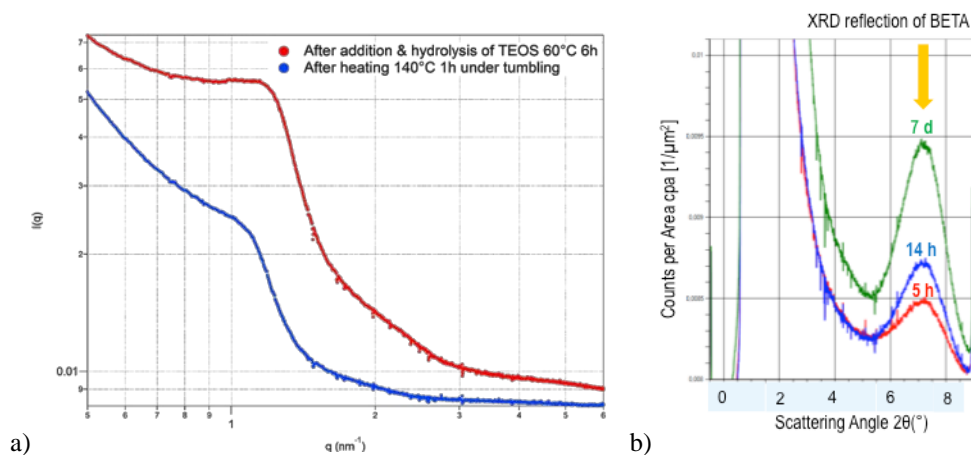 After addition & hydrolysis of TEOS 60°C 6h
After heating 140°C 1h under tumbling
7
6
5
4
3
2
0.01
9
I(q)
5
6
7
8
9
1
2
3
4
5
6
q (nm⁻¹)
a)
XRD reflection of BETA
7 d
14 h
5 h
Counts per Area cpa [1/µm²]
0
2
4
6
8
Scattering Angle 2θ(°)
b)